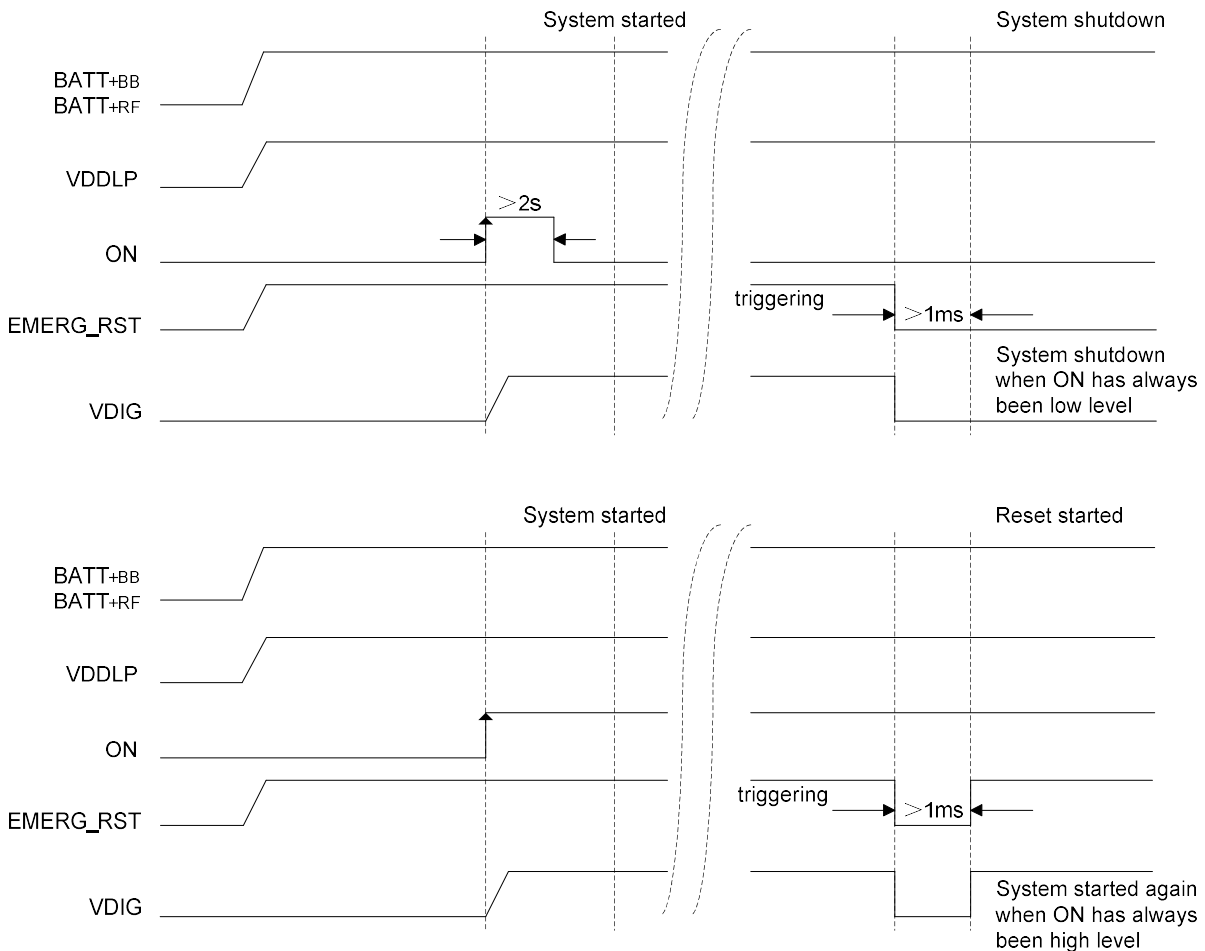 System started
System shutdown
BATT+BB
BATT+RF
VDDLP
>2s
ON
triggering
>1ms
EMERG_RST
System shutdown
when ON has always
been low level
VDIG
System started
Reset started
BATT+BB
BATT+RF
VDDLP
ON
triggering
>1ms
EMERG_RST
VDIG
System started again
when ON has always
been high level